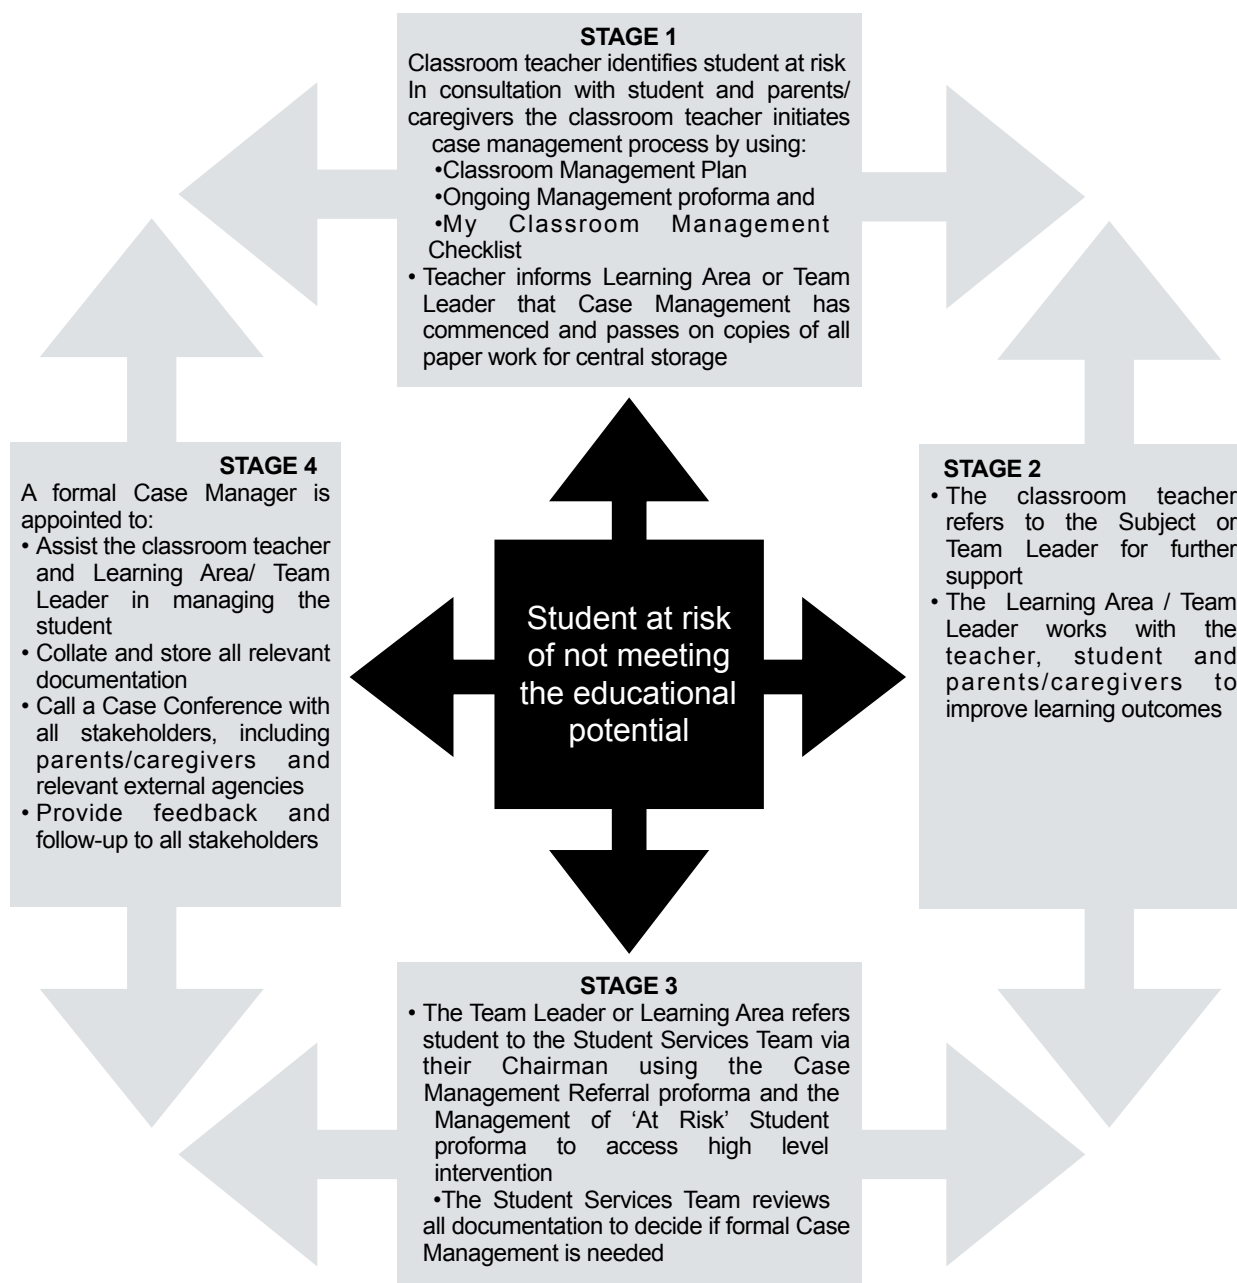 STAGE 1
Classroom teacher identifies student at risk
In consultation with student and parents/
caregivers the classroom teacher initiates
case management process by using:
•Classroom Management Plan
•Ongoing Management proforma and
•My Classroom Management
Checklist
• Teacher informs Learning Area or Team
Leader that Case Management has
commenced and passes on copies of all
paper work for central storage
STAGE 4
A formal Case Manager is
appointed to:
• Assist the classroom teacher
and Learning Area/ Team
Leader in managing the
student
• Collate and store all relevant
documentation
• Call a Case Conference with
all stakeholders, including
parents/caregivers and
relevant external agencies
• Provide feedback and
follow-up to all stakeholders
Student at risk
of not meeting
the educational
potential
STAGE 2
• The classroom teacher
refers to the Subject or
Team Leader for further
support
• The Learning Area / Team
Leader works with the
teacher, student and
parents/caregivers to
improve learning outcomes
STAGE 3
• The Team Leader or Learning Area refers
student to the Student Services Team via
their Chairman using the Case
Management Referral proforma and the
Management of ‘At Risk’ Student
proforma to access high level
intervention
•The Student Services Team reviews
all documentation to decide if formal Case
Management is needed